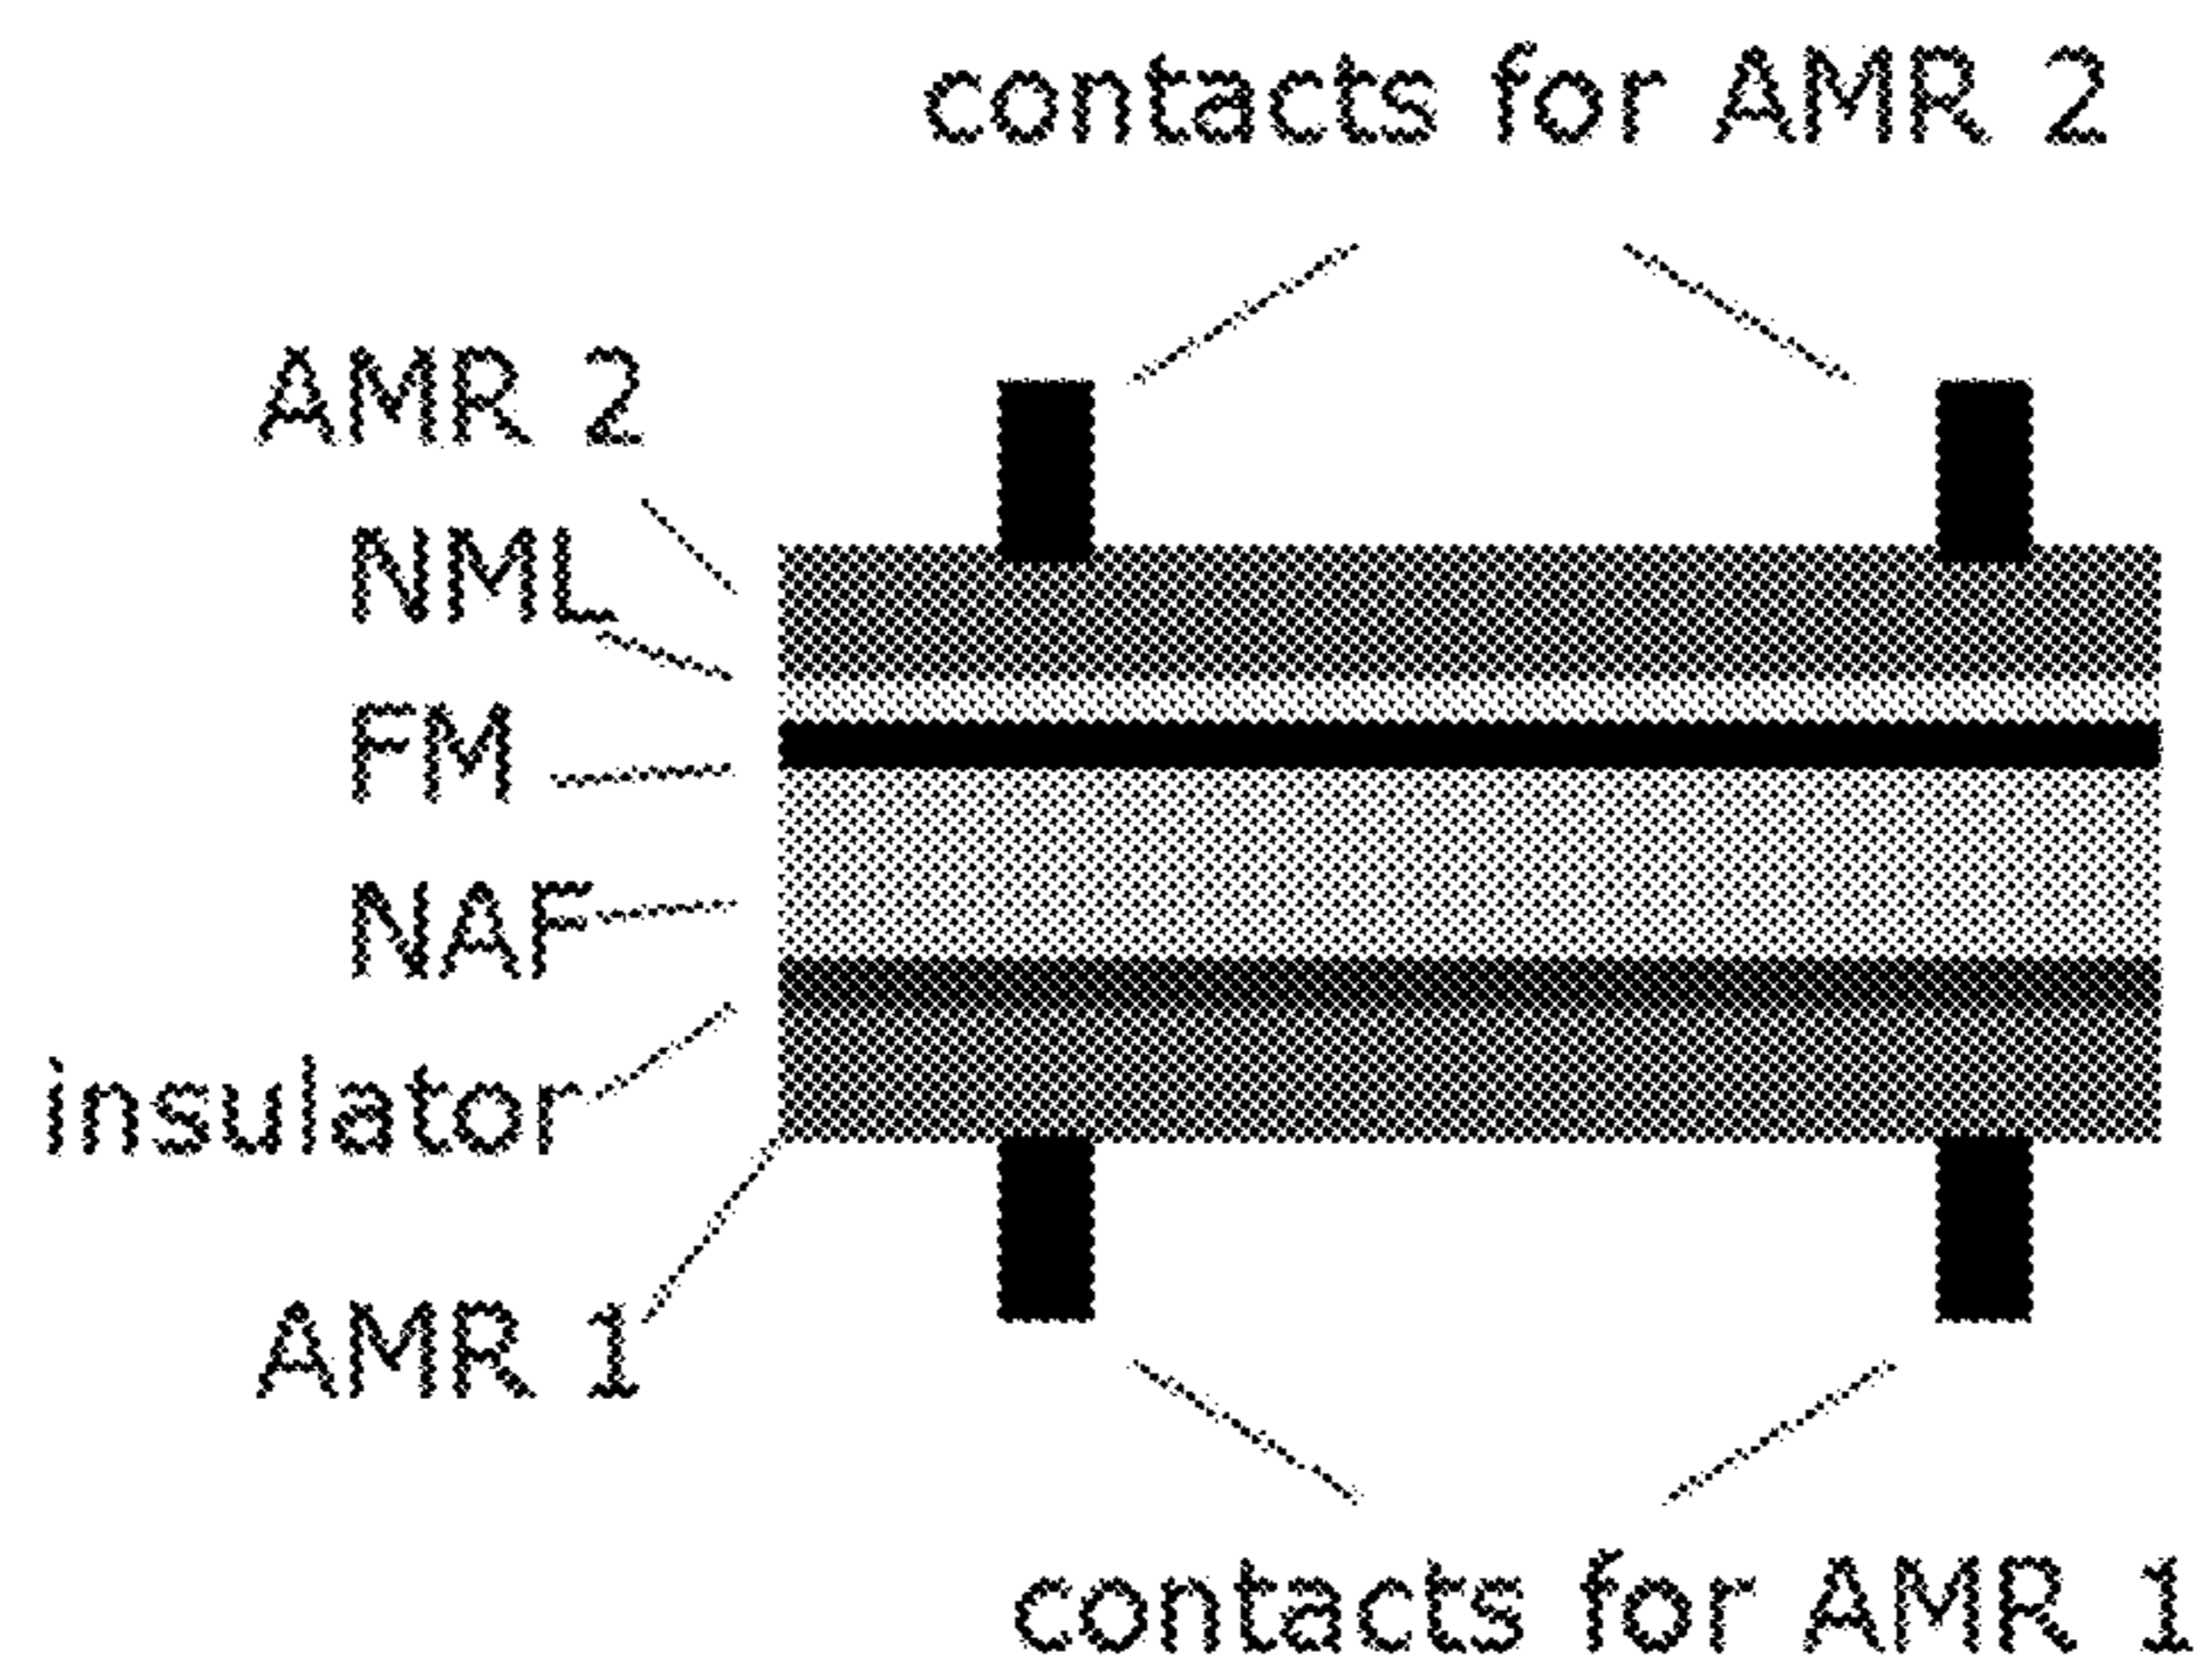 contacts for AMR 2
AMR 2
NML
FM
NAF
insulator
AMR 1
contacts for AMR 1